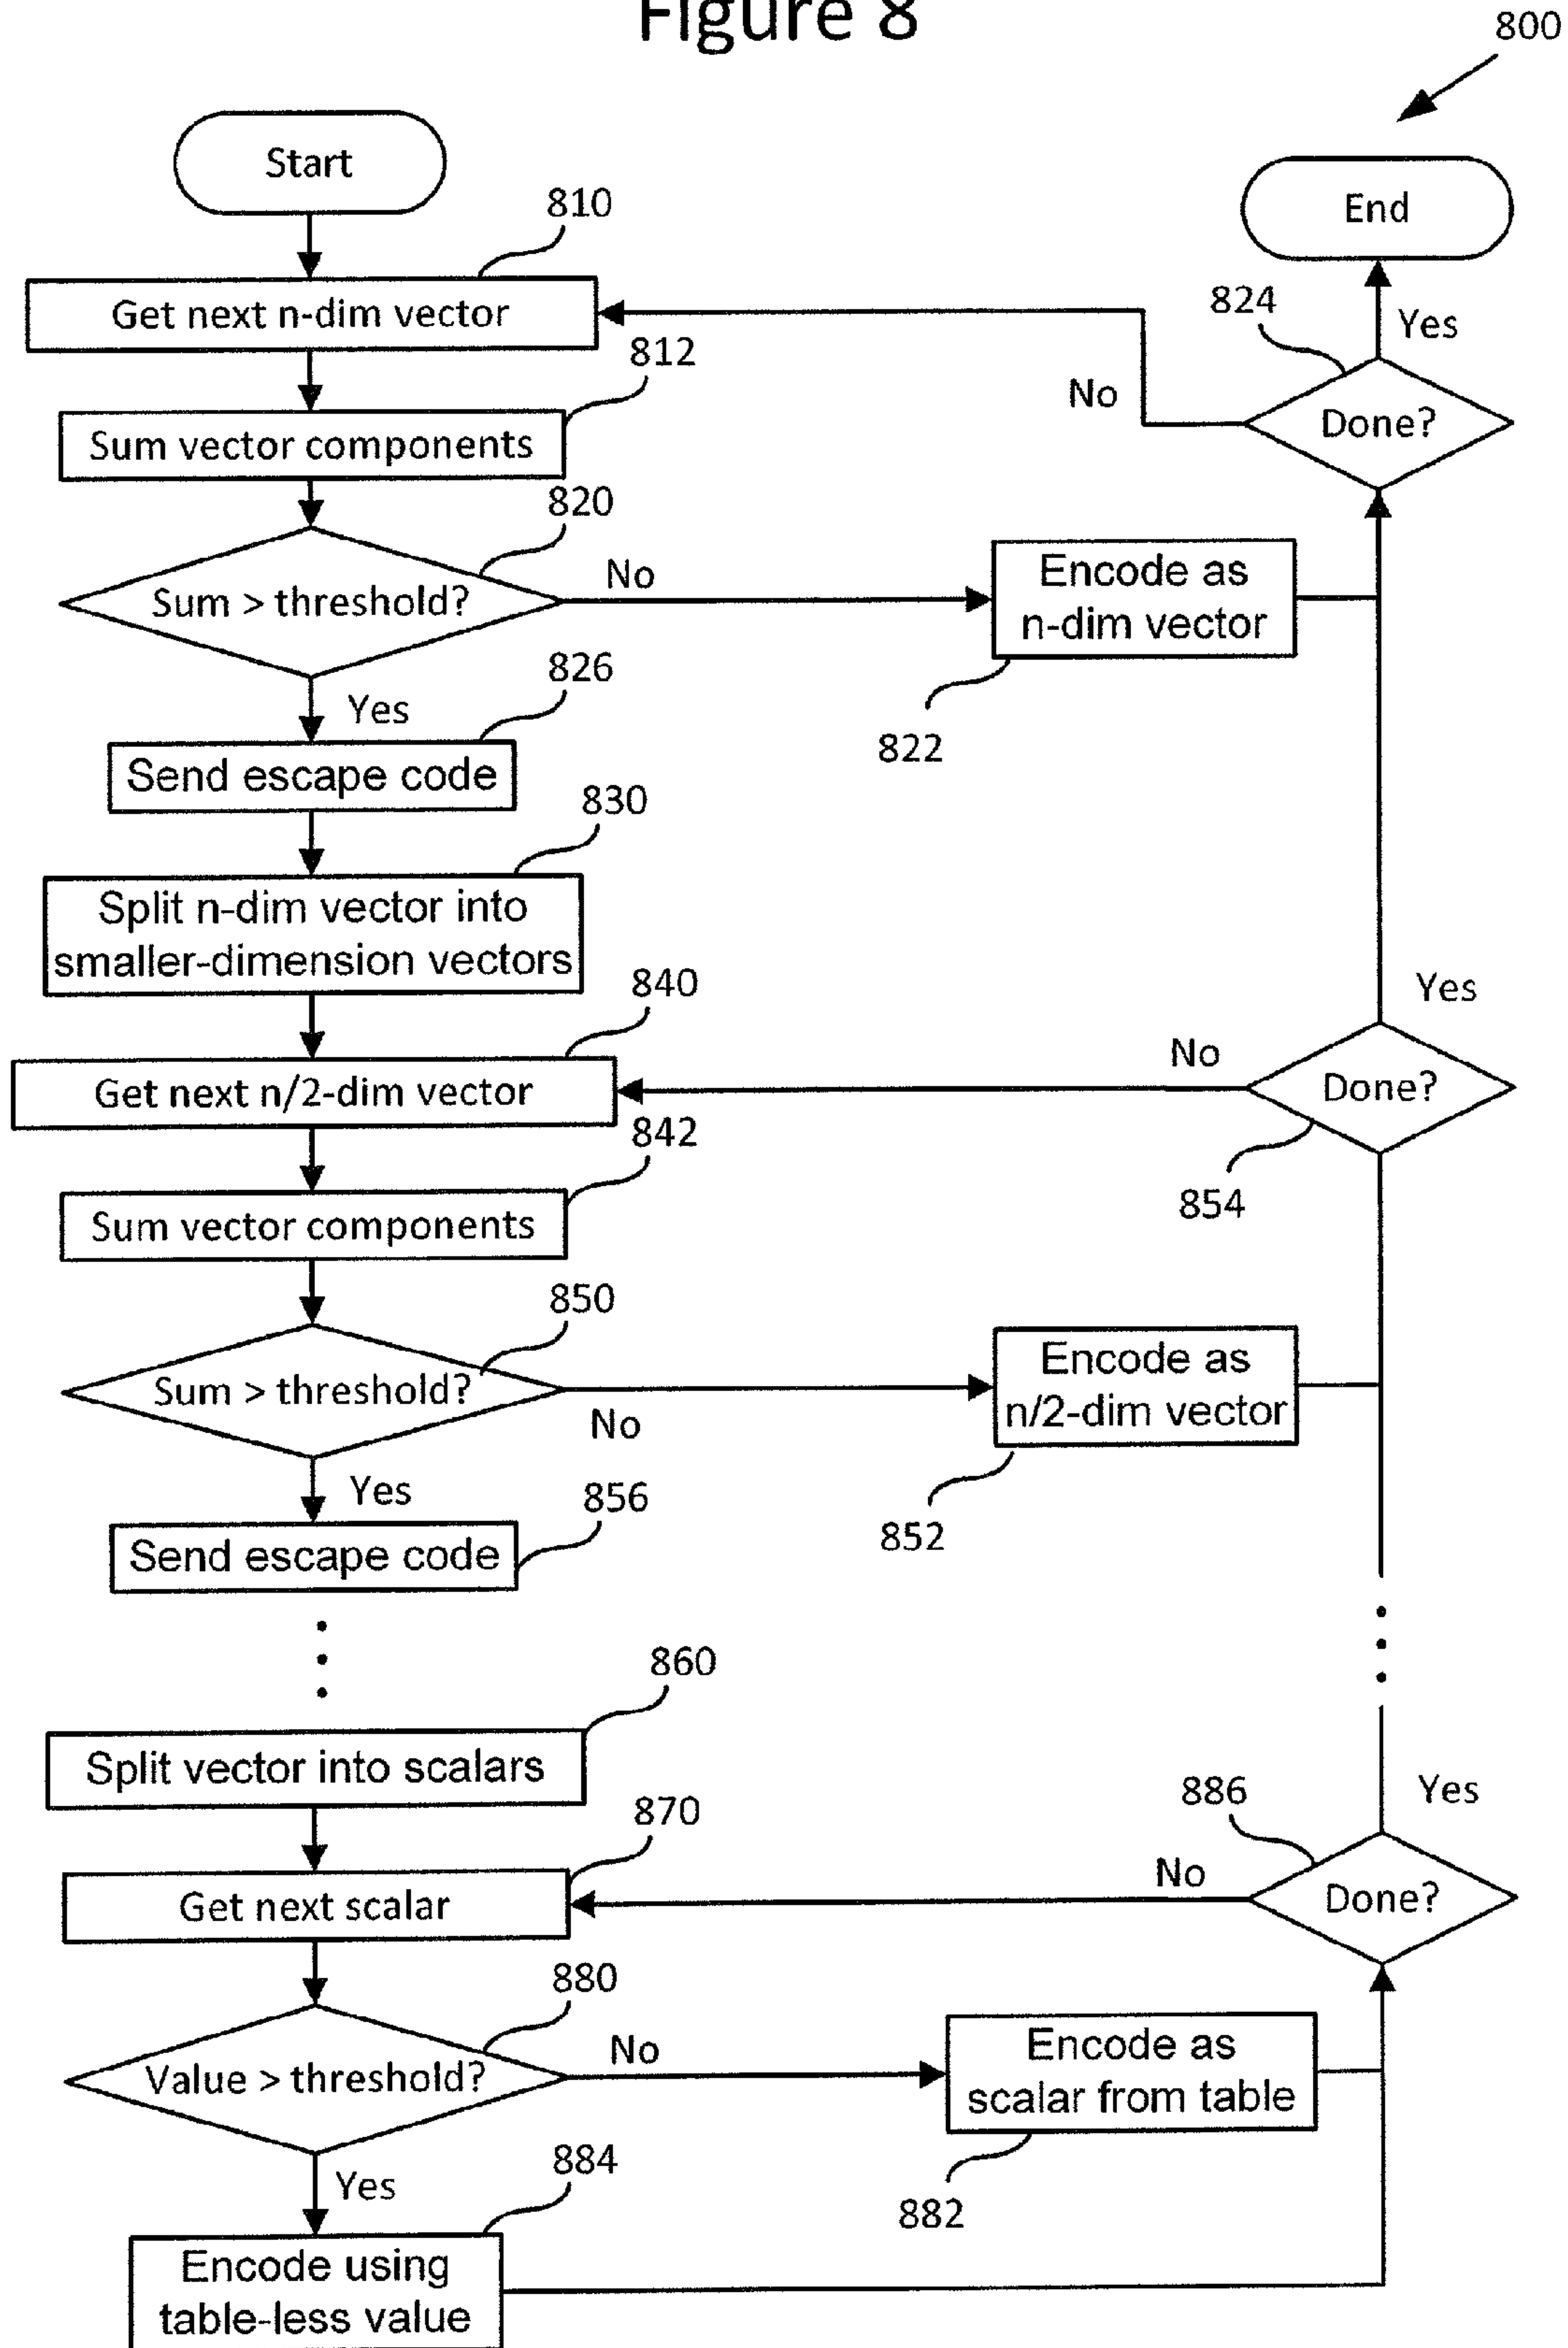 Figure 8
800
Start
End
810
Get next n-dim vector
824
Yes
812
No
Done?
Sum vector components
820
Sum > threshold?
No
Encode as
n-dim vector
822
826
Yes
Send escape code
830
Split n-dim vector into
smaller-dimension vectors
840
Yes
Get next n/2-dim vector
No
Done?
842
854
Sum vector components
850
Sum > threshold?
No
Encode as
n/2-dim vector
852
Yes
856
Send escape code
860
Split vector into scalars
886
Yes
870
Get next scalar
No
Done?
880
Value > threshold?
No
Encode as
scalar from table
882
Yes
884
Encode using
table-less value